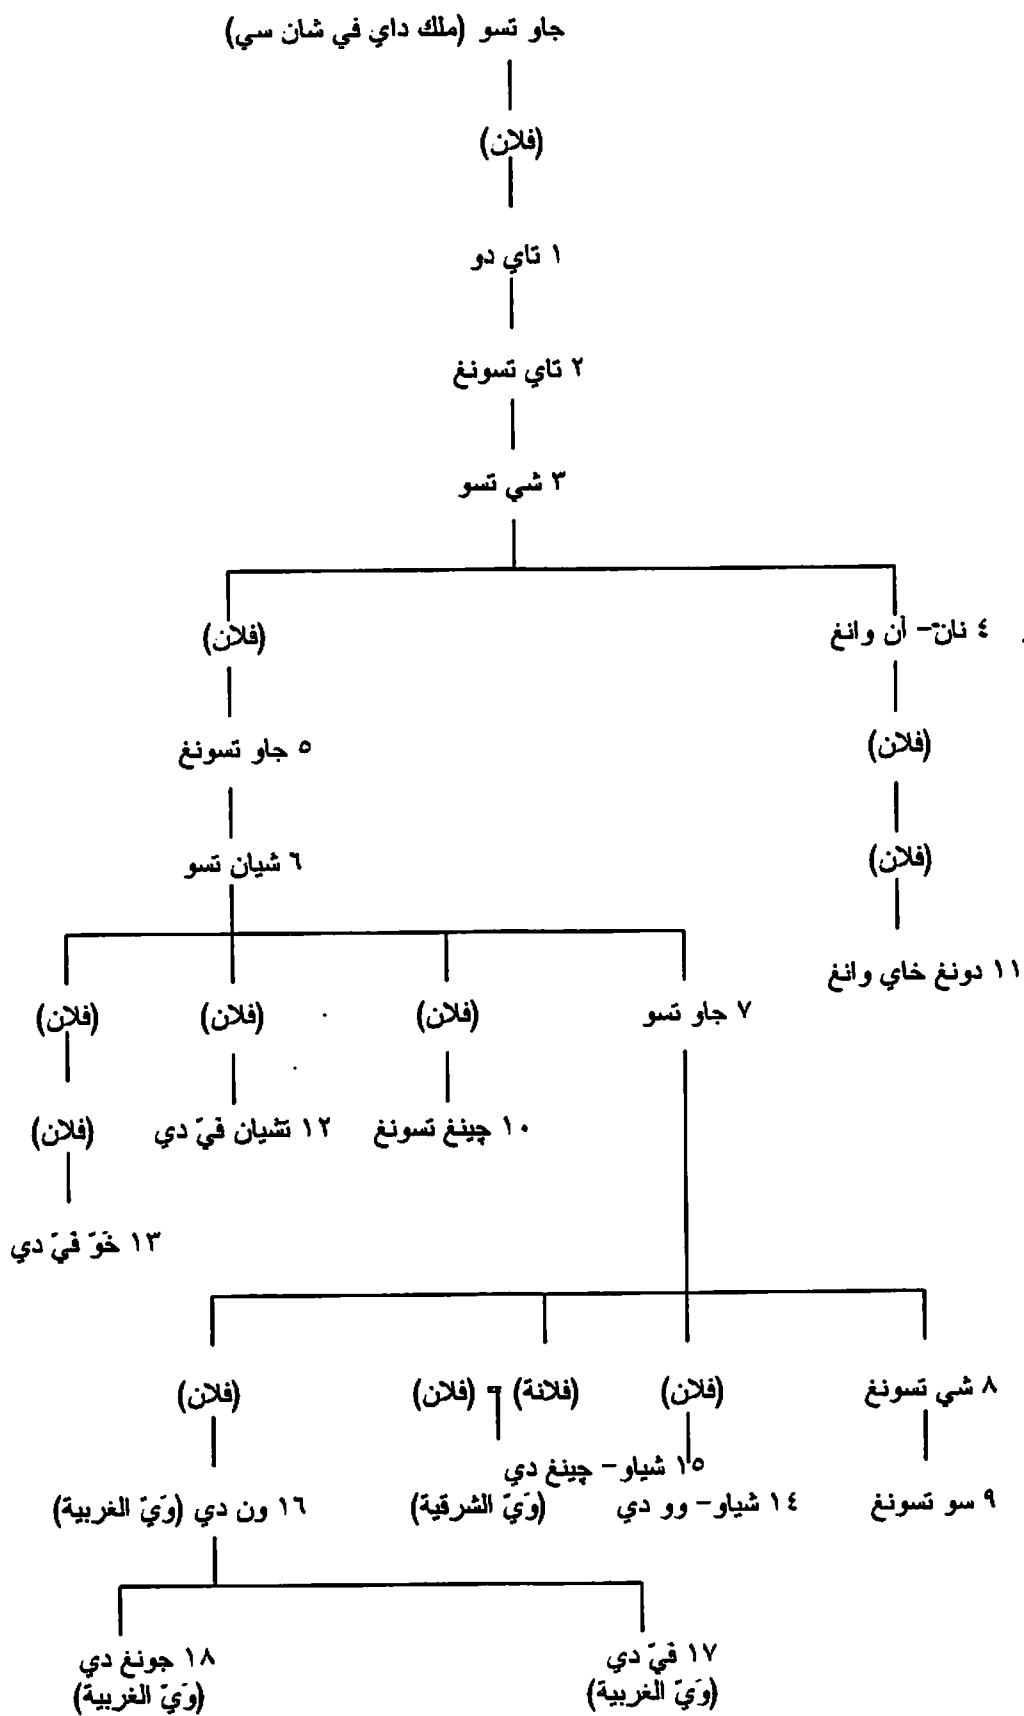 جاو تسو (ملك داي في شان سي)
(فلان)
١ تاي دو
٢ تاي تسونغ
٣ شي تسو
٤ نان- أن وانغ
(فلان)
(فلان)
٥ جاو تسونغ
(فلان)
٦ شيان تسو
(فلان)
١١ دونغ خاي وانغ
٧ جاو تسو
(فلان)
(فلان)
(فلان)
١٠ چينغ تسونغ
١٢ تشيان فيّ دي
(فلان)
١٣ خَوّ فيّ دي
٨ شي تسونغ
(فلان)
(فلانة) = (فلان)
(فلان)
١٥ شياو- چينغ دي
٩ سو تسونغ
١٤ شياو- وو دي
(وَيّ الشرقية)
١٦ ون دي (وَيّ الغربية)
١٧ فيّ دي
١٨ جونغ دي
(وَيّ الغربية)
(وَيّ الغربية)